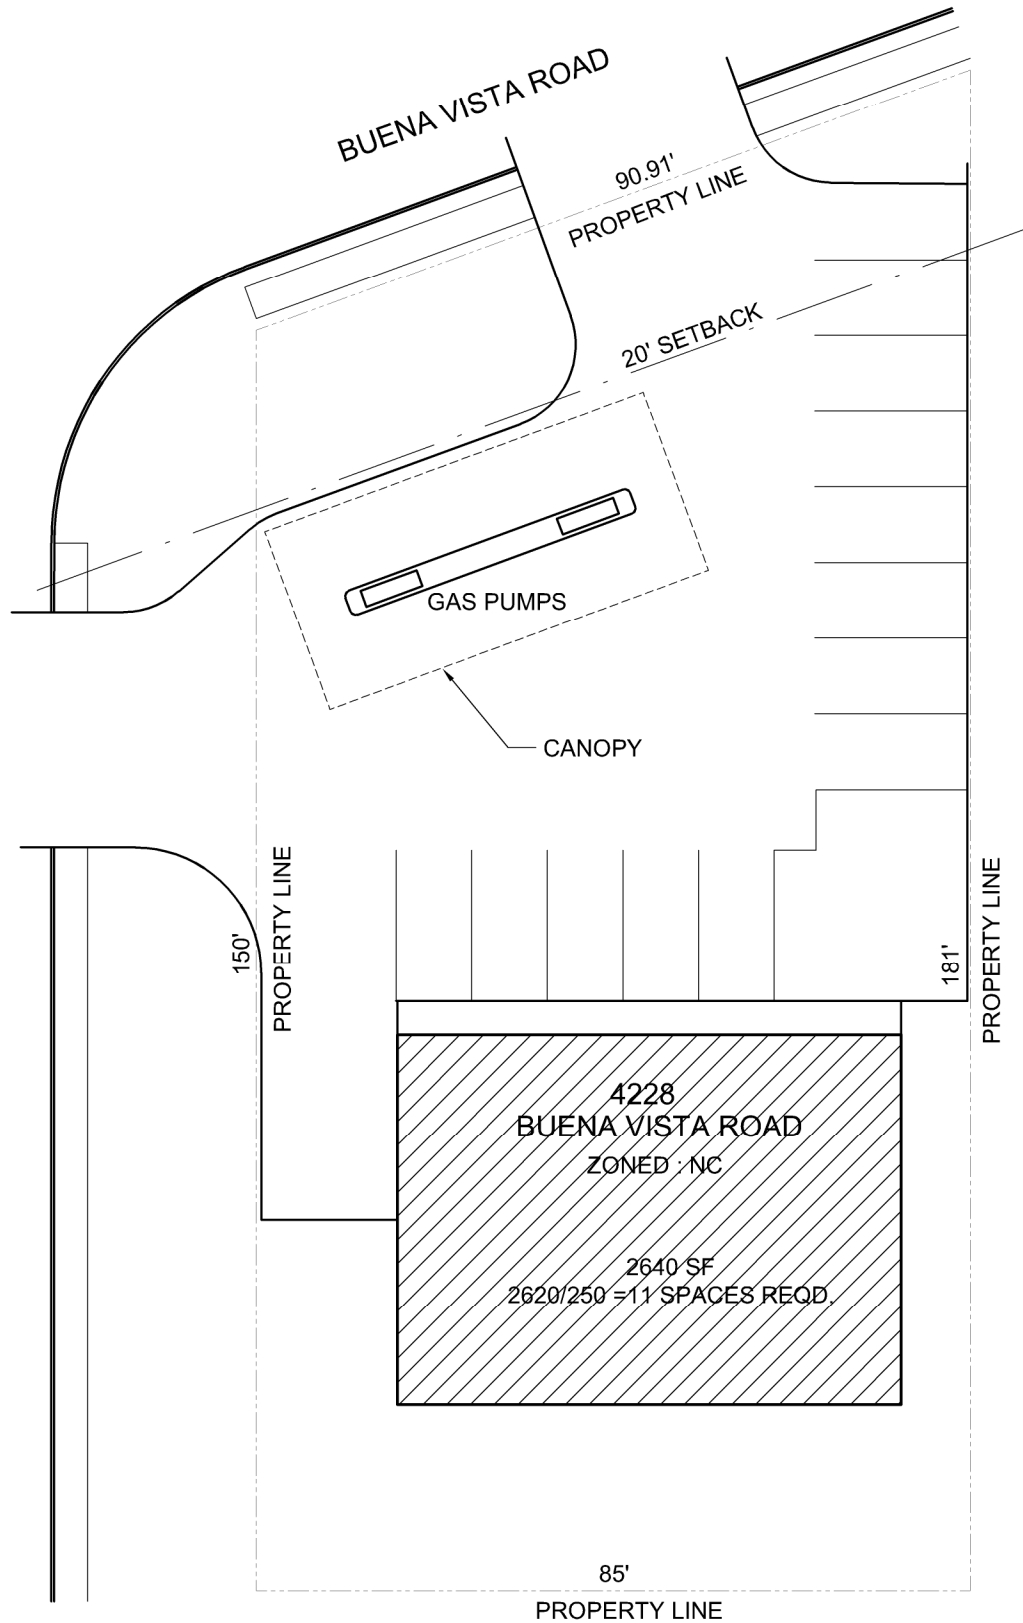 BUENA VISTA ROAD
90.91'
PROPERTY LINE
20' SETBACK
GAS PUMPS
CANOPY
150'
PROPERTY LINE
181'
PROPERTY LINE
4228
BUENA VISTA ROAD
ZONED : NC
2640 SF
2620/250 =11 SPACES REQD.
85'
PROPERTY LINE